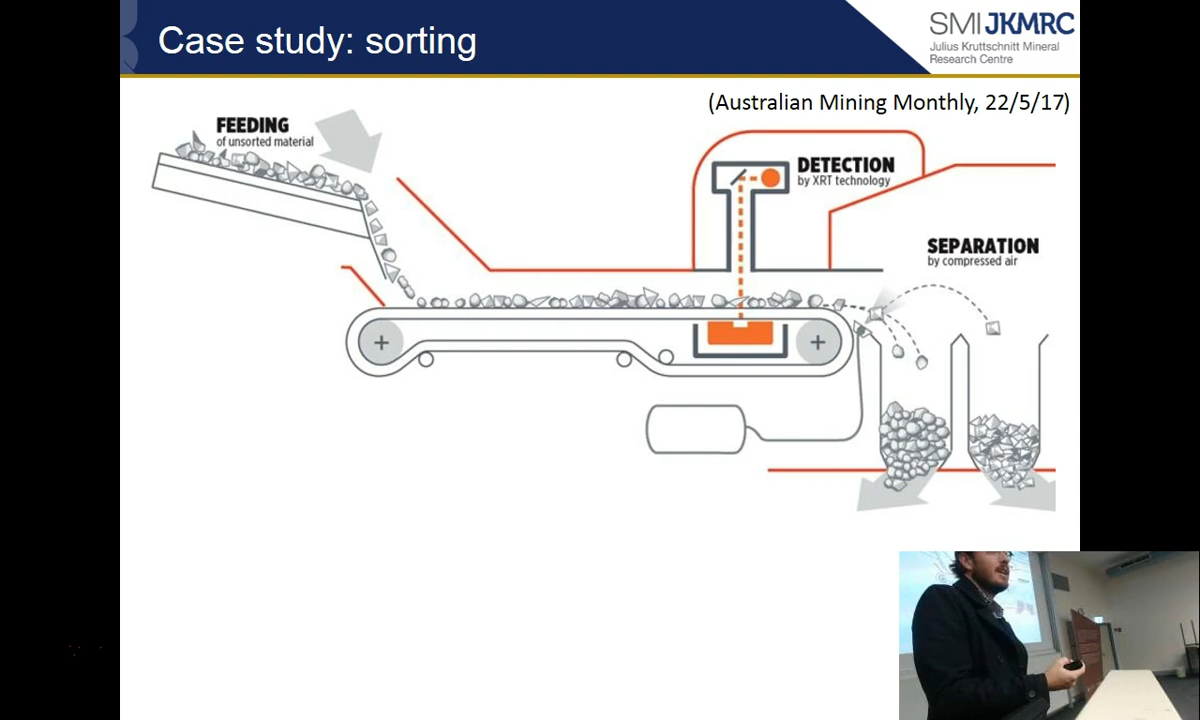 Case study: sorting
SMI JKMRC
Julius Kruttschnitt Mineral
Research Centre
(Australian Mining Monthly, 22/5/17)
FEEDING
of unsorted material
DETECTION
by XRT technology
SEPARATION
by compressed air